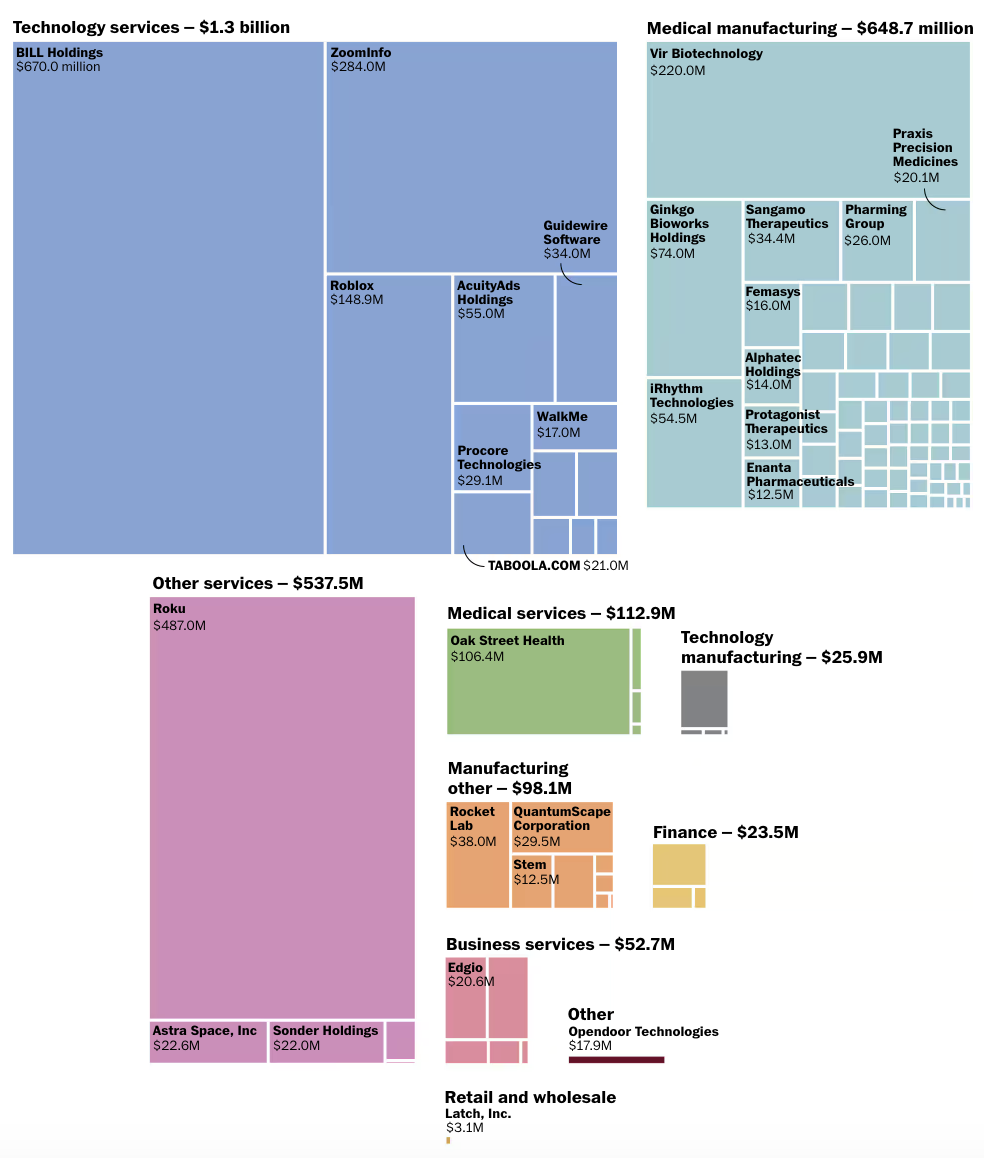 Technology services – $1.3 billion
BILL Holdings
$670.0 million
ZoomInfo
$284.0M
Guidewire
Software
$34.0M
Roblox
$148.9M
AcuityAds
Holdings
$55.0M
WalkMe
$17.0M
Procore
Technologies
$29.1M
TABOOLA.COM $21.0M
Medical manufacturing – $648.7 million
Vir Biotechnology
$220.0M
Praxis
Precision
Medicines
$20.1M
Ginkgo
Bioworks
Holdings
$74.0M
Sangamo
Therapeutics
$34.4M
Pharming
Group
$26.0M
Femasys
$16.0M
Alphatec
Holdings
$14.0M
iRhythm
Technologies
$54.5M
Protagonist
Therapeutics
$13.0M
Enanta
Pharmaceuticals
$12.5M
Other services – $537.5M
Roku
$487.0M
Astra Space, Inc
$22.6M
Sonder Holdings
$22.0M
Medical services – $112.9M
Oak Street Health
$106.4M
Technology
manufacturing – $25.9M
Manufacturing
other – $98.1M
Rocket
Lab
$38.0M
QuantumScape
Corporation
$29.5M
Stem
$12.5M
Finance – $23.5M
Business services – $52.7M
Edgio
$20.6M
Other
Opendoor Technologies
$17.9M
Retail and wholesale
Latch, Inc.
$3.1M